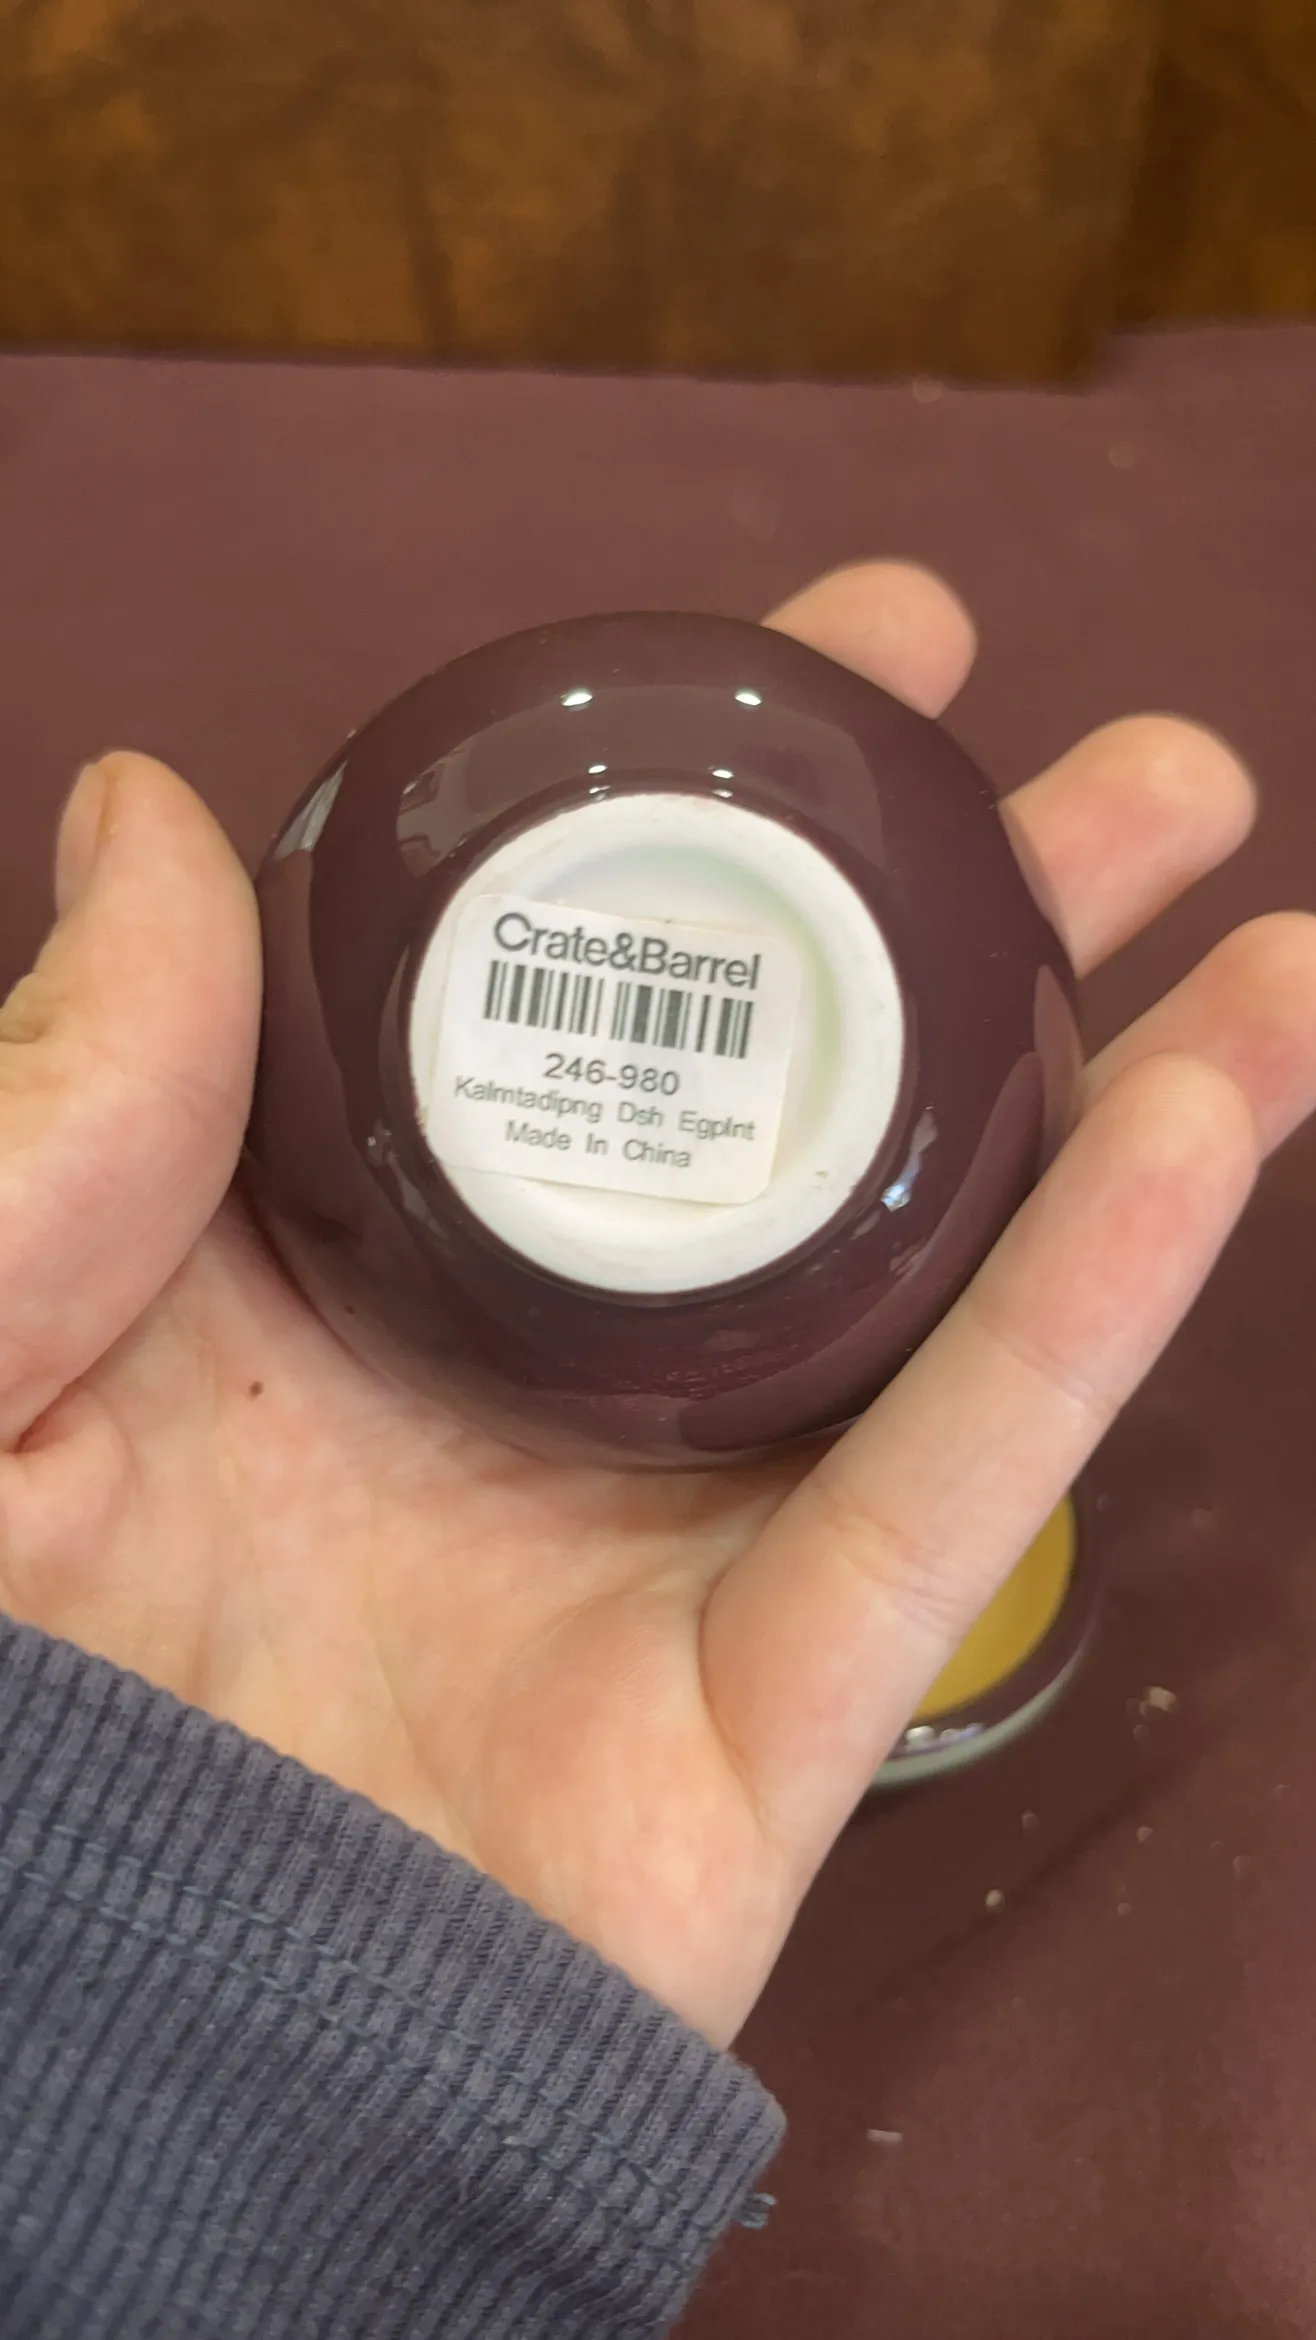 Crate&Barrel
246-980
Kalmtadipng Dsh Egplnt
Made In China